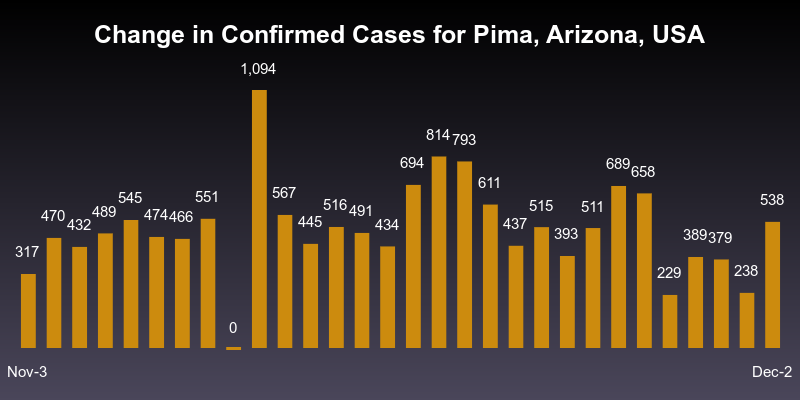 Change in Confirmed Cases for Pima, Arizona, USA
1,094
814 793
694 689 658
611
567
545 551 538
516 515 511
470 489 474 466 491
432 445 434 437
393 389 379
317
229 238
0
Nov-3 Dec-2